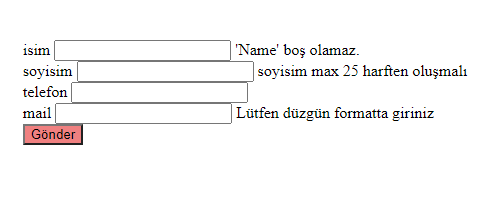 isim 'Name' boş olamaz.
soyisim soyisim max 25 harften oluşmalı
telefon
mail Lütfen düzgün formatta giriniz
Gönder